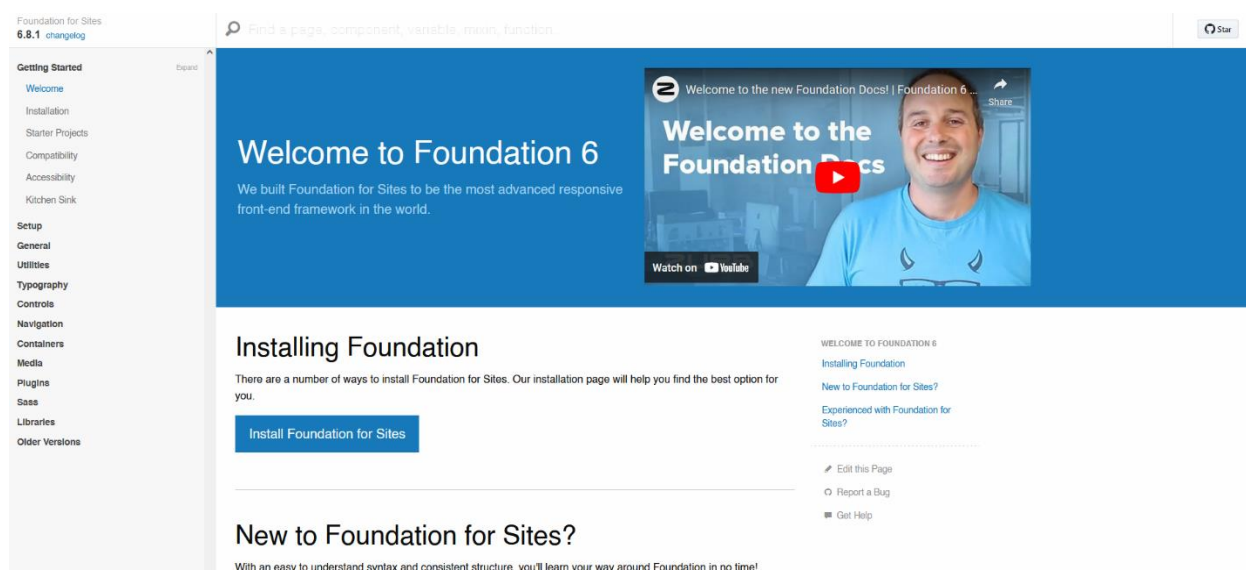 Foundation for Sites
6.8.1 changelog
Find a page, component, variable, mixin, function...
Star
Getting Started
Expand
Welcome
Installation
Starter Projects
Compatibility
Accessibility
Kitchen Sink
Setup
General
Utilities
Typography
Controls
Navigation
Containers
Media
Plugins
Sass
Libraries
Older Versions
Welcome to Foundation 6
We built Foundation for Sites to be the most advanced responsive
front-end framework in the world.
Welcome to the new Foundation Docs! | Foundation 6 ...
Share
Welcome to the
Foundation Docs
Watch on YouTube
Installing Foundation
There are a number of ways to install Foundation for Sites. Our installation page will help you find the best option for
you.
Install Foundation for Sites
New to Foundation for Sites?
With an easy to understand syntax and consistent structure, you'll learn your way around Foundation in no time!
WELCOME TO FOUNDATION 6
Installing Foundation
New to Foundation for Sites?
Experienced with Foundation for
Sites?
Edit this Page
Report a Bug
Get Help